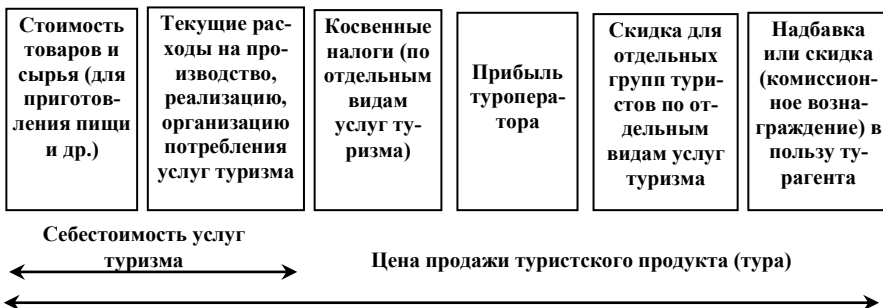 Стоимость
товаров и
сырья (для
приготов-
ления пищи
и др.)
Текущие рас-
ходы на про-
изводство,
реализацию,
организацию
потребления
услуг туризма
Косвенные
налоги (по
отдельным
видам
услуг ту-
ризма)
Прибыль
туропера-
тора
Скидка для
отдельных
групп тури-
стов по от-
дельным
видам услуг
туризма
Надбавка
или скидка
(комиссион-
ное возна-
граждение) в
пользу ту-
рагента
Себестоимость услуг
туризма
Цена продажи туристского продукта (тура)